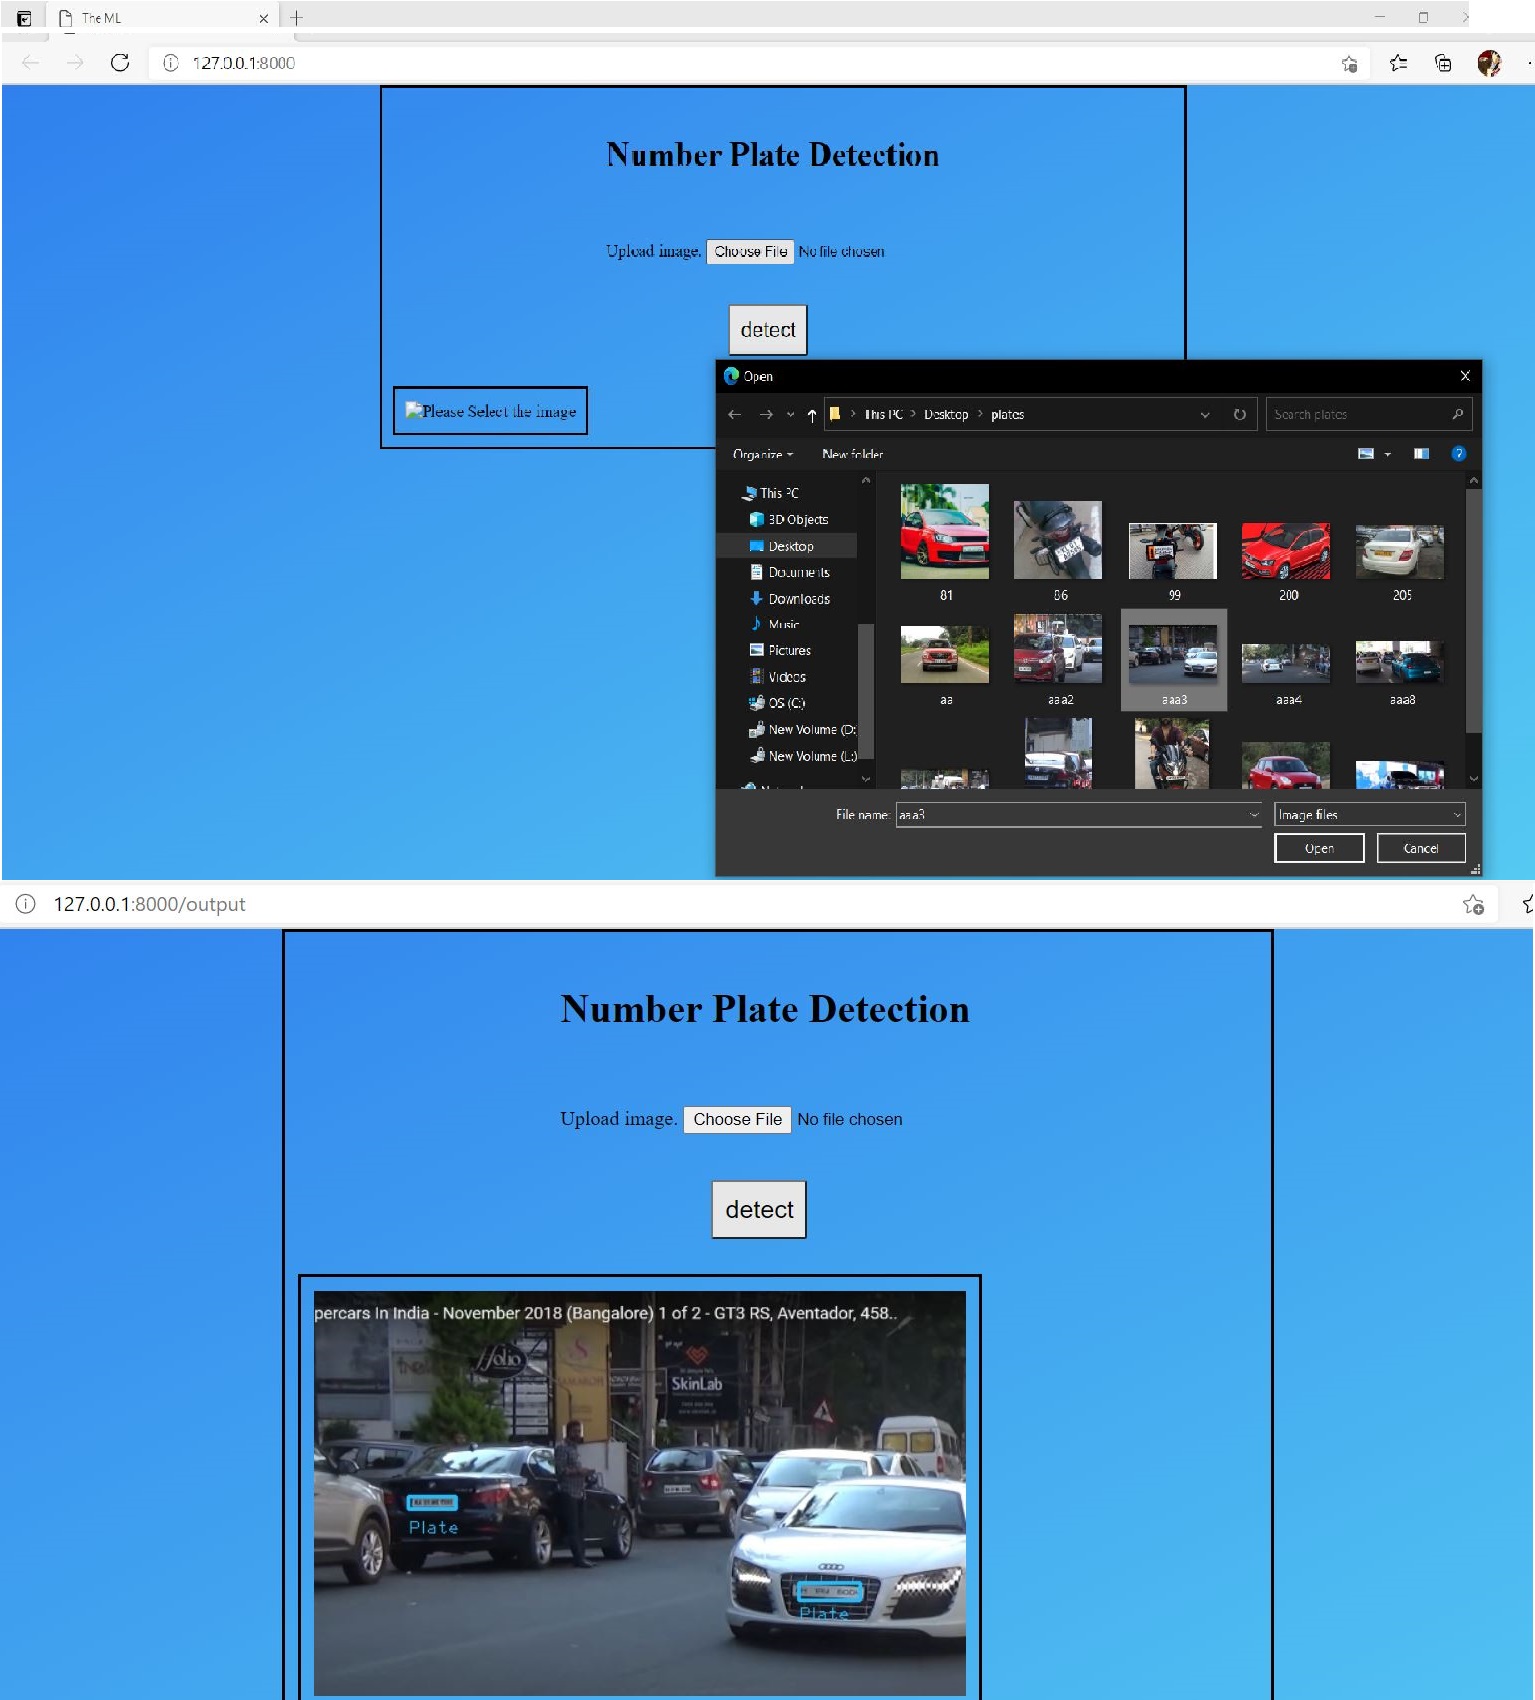 The ML
127.0.0.1:8000
Number Plate Detection
Upload image. Choose File No file chosen
detect
Please Select the image
Open
This PC > Desktop > plates
Search plates
Organize
New folder
This PC
3D Objects
Desktop
Documents
Downloads
Music
Pictures
Videos
OS (C:)
New Volume (D:
New Volume (E:)
81 86 99 200 205
aa aaa2 aaa3 aaa4 aaa8
File name: aaa3
Image files
Open Cancel
127.0.0.1:8000/output
Number Plate Detection
Upload image. Choose File No file chosen
detect
percars In India - November 2018 (Bangalore) 1 of 2 - GT3 RS, Aventador, 458..
Holio
SkinLab
Plate
Plate